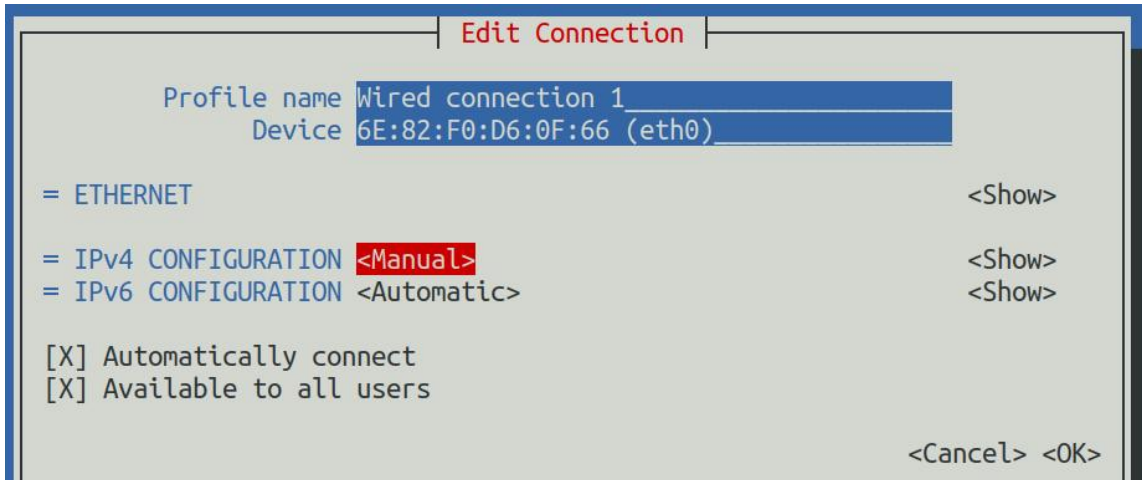 Edit Connection
Profile name Wired connection 1
Device 6E:82:F0:D6:0F:66 (eth0)
= ETHERNET <Show>
= IPv4 CONFIGURATION <Manual> <Show>
= IPv6 CONFIGURATION <Automatic> <Show>
[X] Automatically connect
[X] Available to all users
<Cancel> <OK>